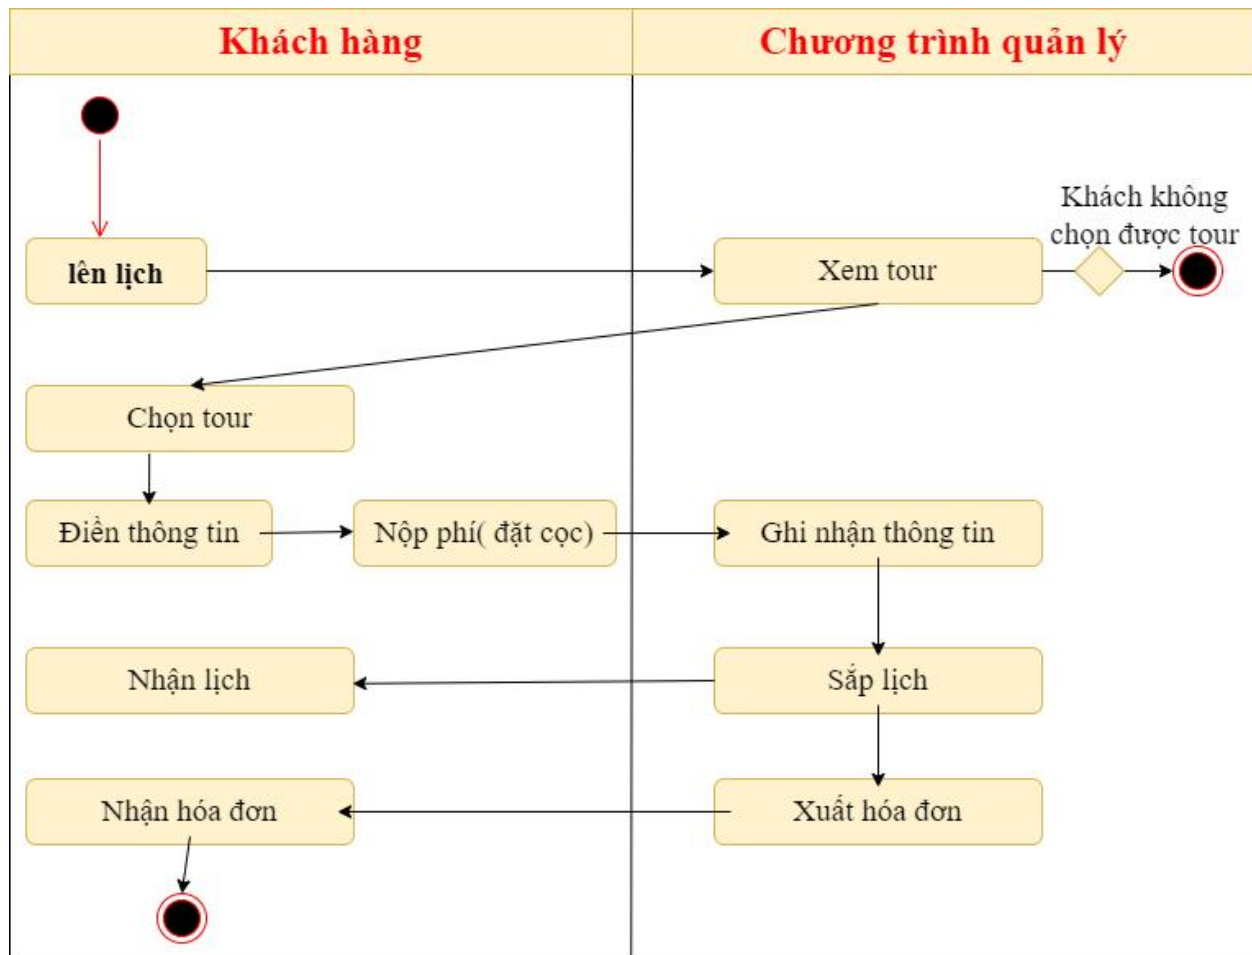 Khách hàng
Chương trình quản lý
Khách không
chọn được tour
lên lịch
Xem tour
Chọn tour
Điền thông tin
Nộp phí( đặt cọc)
Ghi nhận thông tin
Nhận lịch
Sắp lịch
Nhận hóa đơn
Xuất hóa đơn